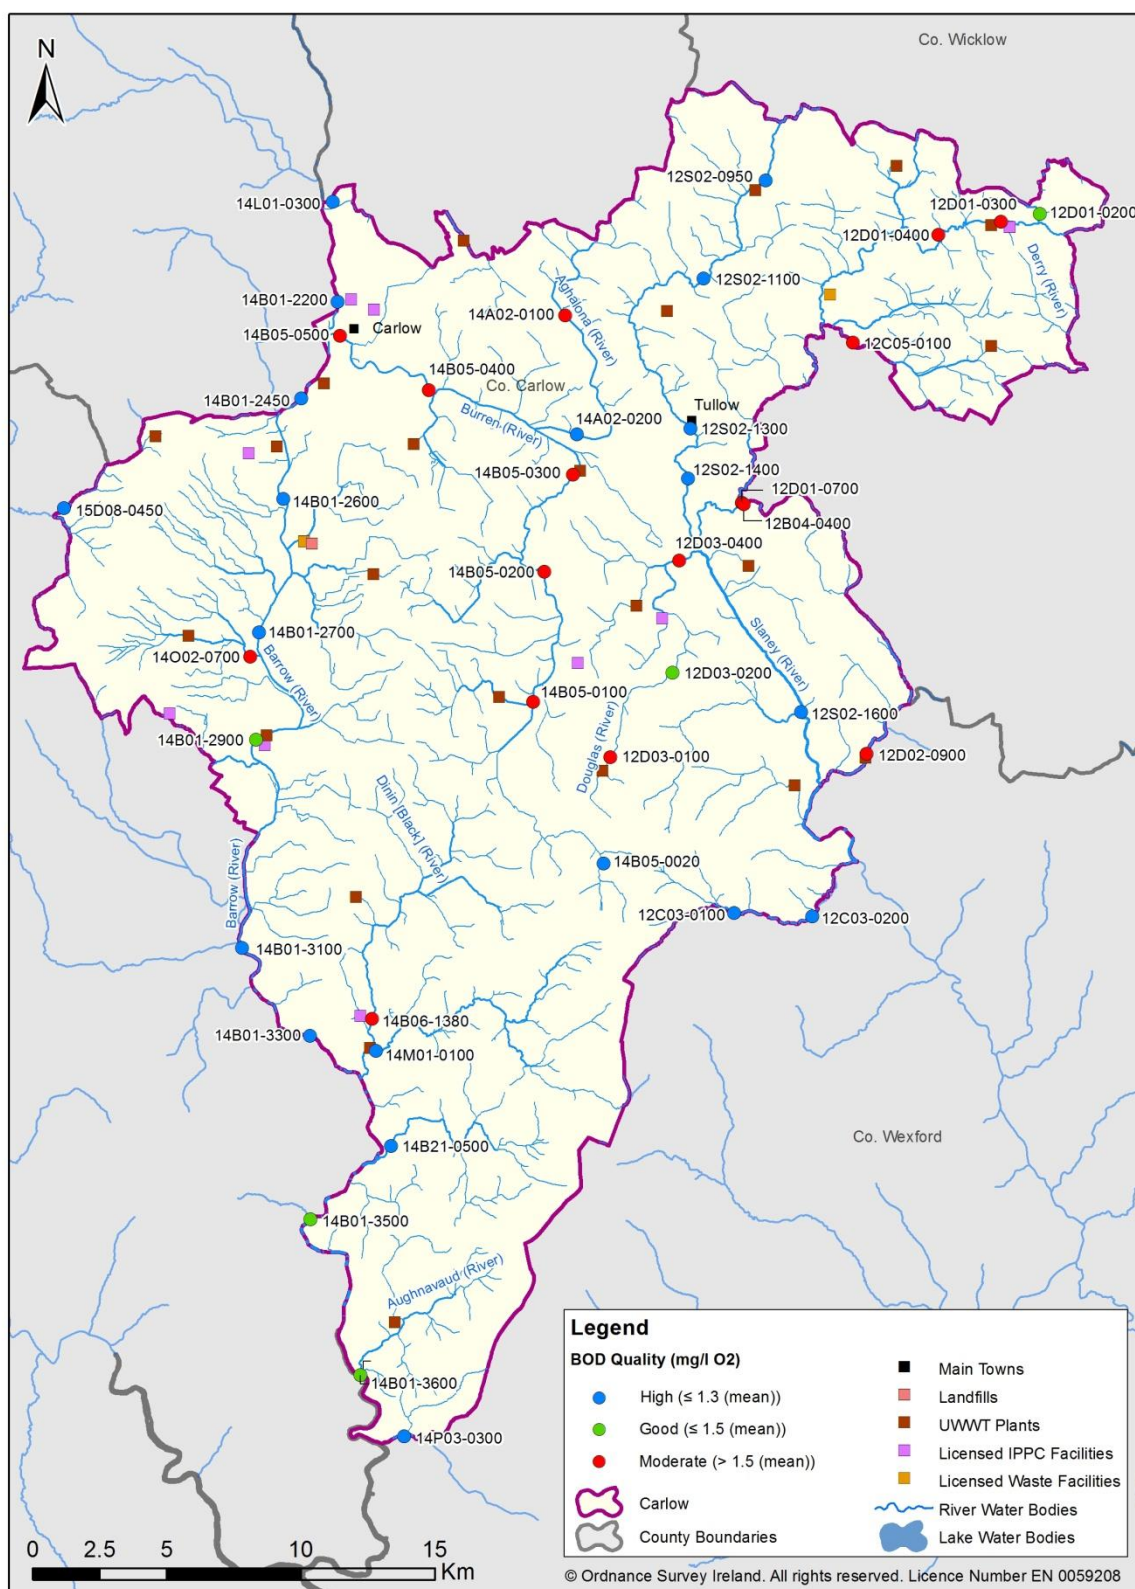 Co. Wicklow
N
12S02-0950
14L01-0300
12D01-0300
12D01-0200
12D01-0400
Derry (River)
12S02-1100
Aghalona (River)
14B01-2200
14A02-0100
Carlow
14B05-0500
12C05-0100
14B05-0400
Co. Carlow
14B01-2450
Burren (River)
Tullow
14A02-0200
12S02-1300
14B05-0300
12S02-1400
12D01-0700
15D08-0450
14B01-2600
12B04-0400
12D03-0400
14B05-0200
Slaney (River)
14B01-2700
14O02-0700
Barrow (River)
12D03-0200
14B05-0100
12S02-1600
14B01-2900
Douglas (River)
12D03-0100
12D02-0900
Dinin [Black] (River)
14B05-0020
Barrow (River)
12C03-0100
12C03-0200
14B01-3100
14B06-1380
14B01-3300
14M01-0100
Co. Wexford
14B21-0500
14B01-3500
Aughnavaud (River)
14B01-3600
14P03-0300
Legend
BOD Quality (mg/l O2)
High (≤ 1.3 (mean))
Good (≤ 1.5 (mean))
Moderate (> 1.5 (mean))
Carlow
County Boundaries
Main Towns
Landfills
UWWT Plants
Licensed IPPC Facilities
Licensed Waste Facilities
River Water Bodies
Lake Water Bodies
0 2.5 5 10 15
Km
© Ordnance Survey Ireland. All rights reserved. Licence Number EN 0059208